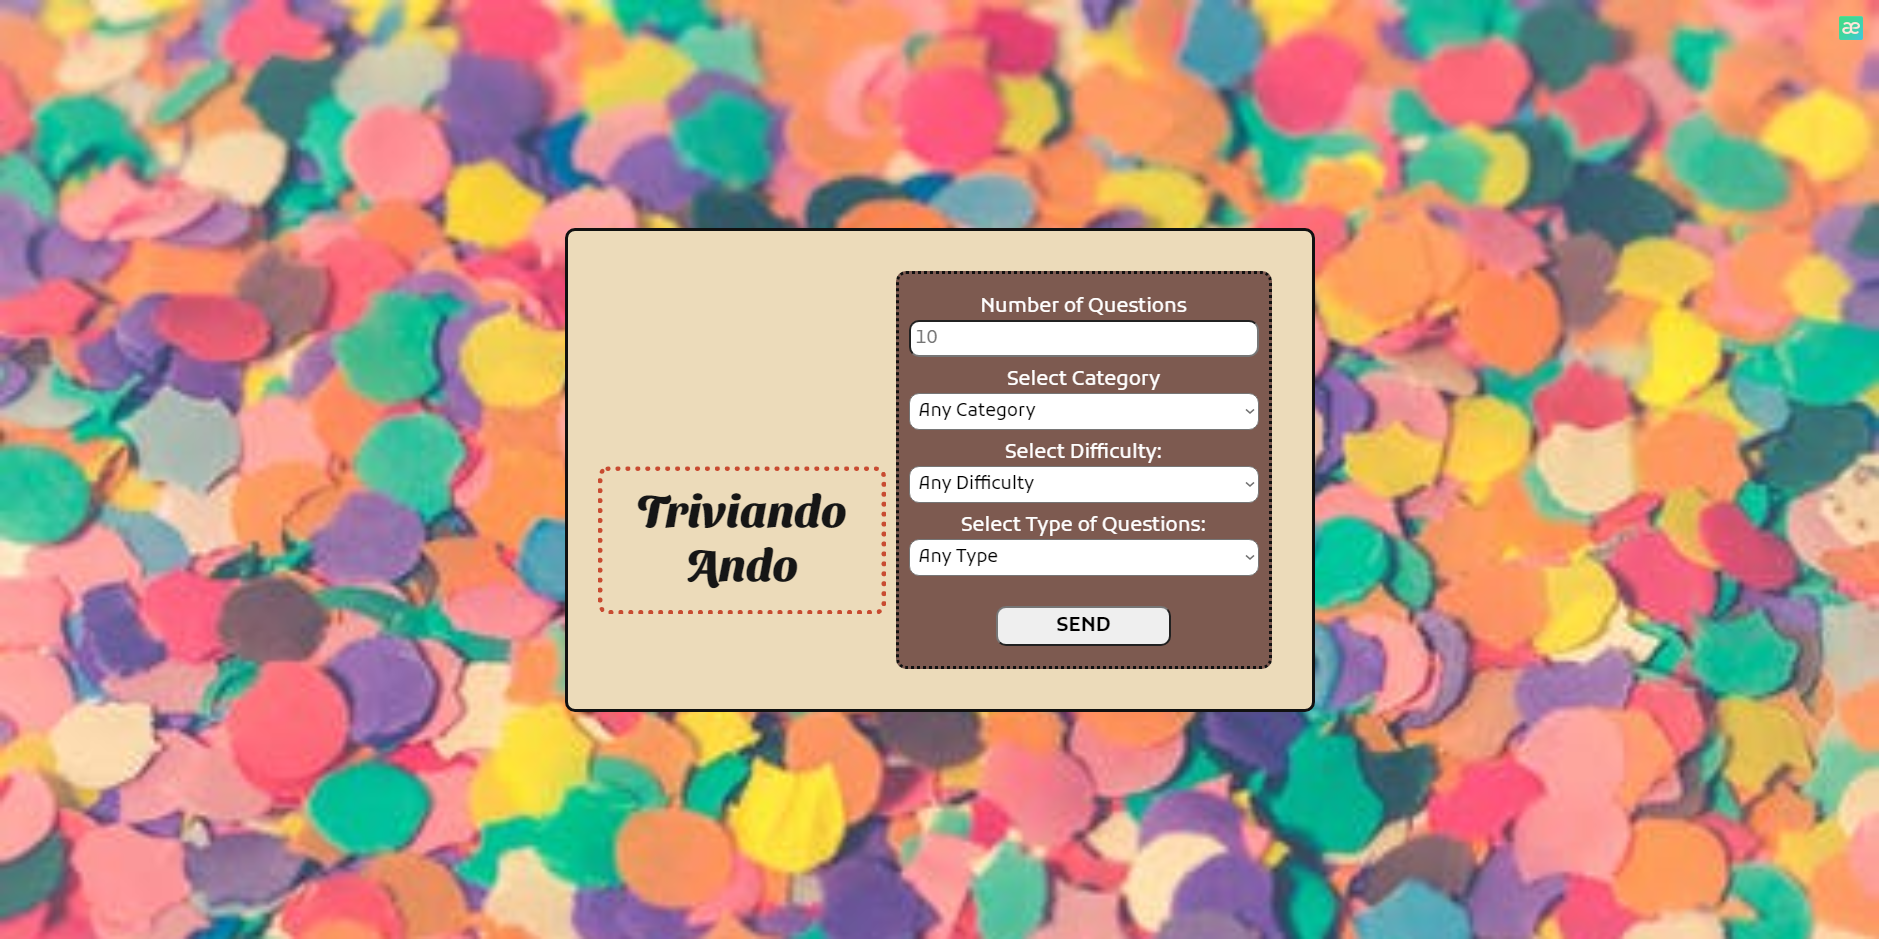 æ
Triviando
Ando
Number of Questions
10
Select Category
Any Category
Select Difficulty:
Any Difficulty
Select Type of Questions:
Any Type
SEND